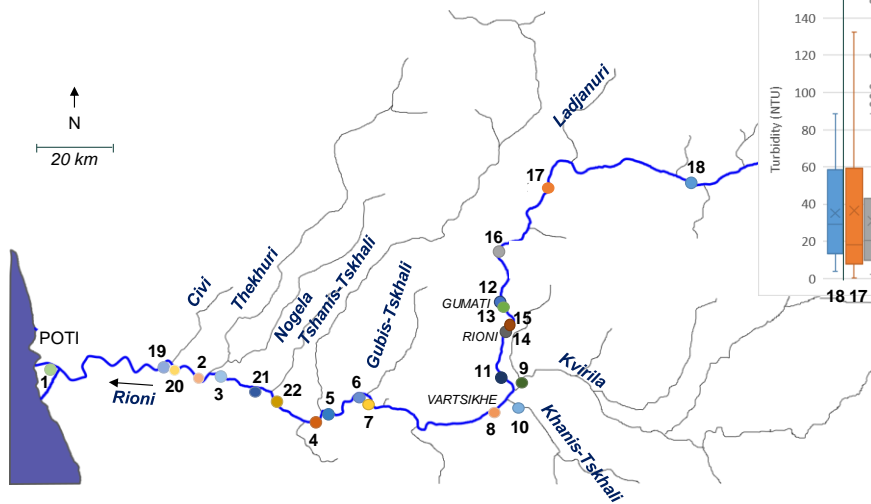 140
120
100
80
60
40
20
0
Turbidity (NTU)
18 17
N
20 km
Ladjanuri
17
18
16
Civi
Thekhuri
Nogela
Tshanis-Tskhali
Gubis-Tskhali
12
GUMATI
13
15
RIONI
14
POTI
1
19
2
20
3
Rioni
21
22
5
6
4
7
11
9
Kvirila
VARTSIKHE
8
10
Khanis-Tskhali